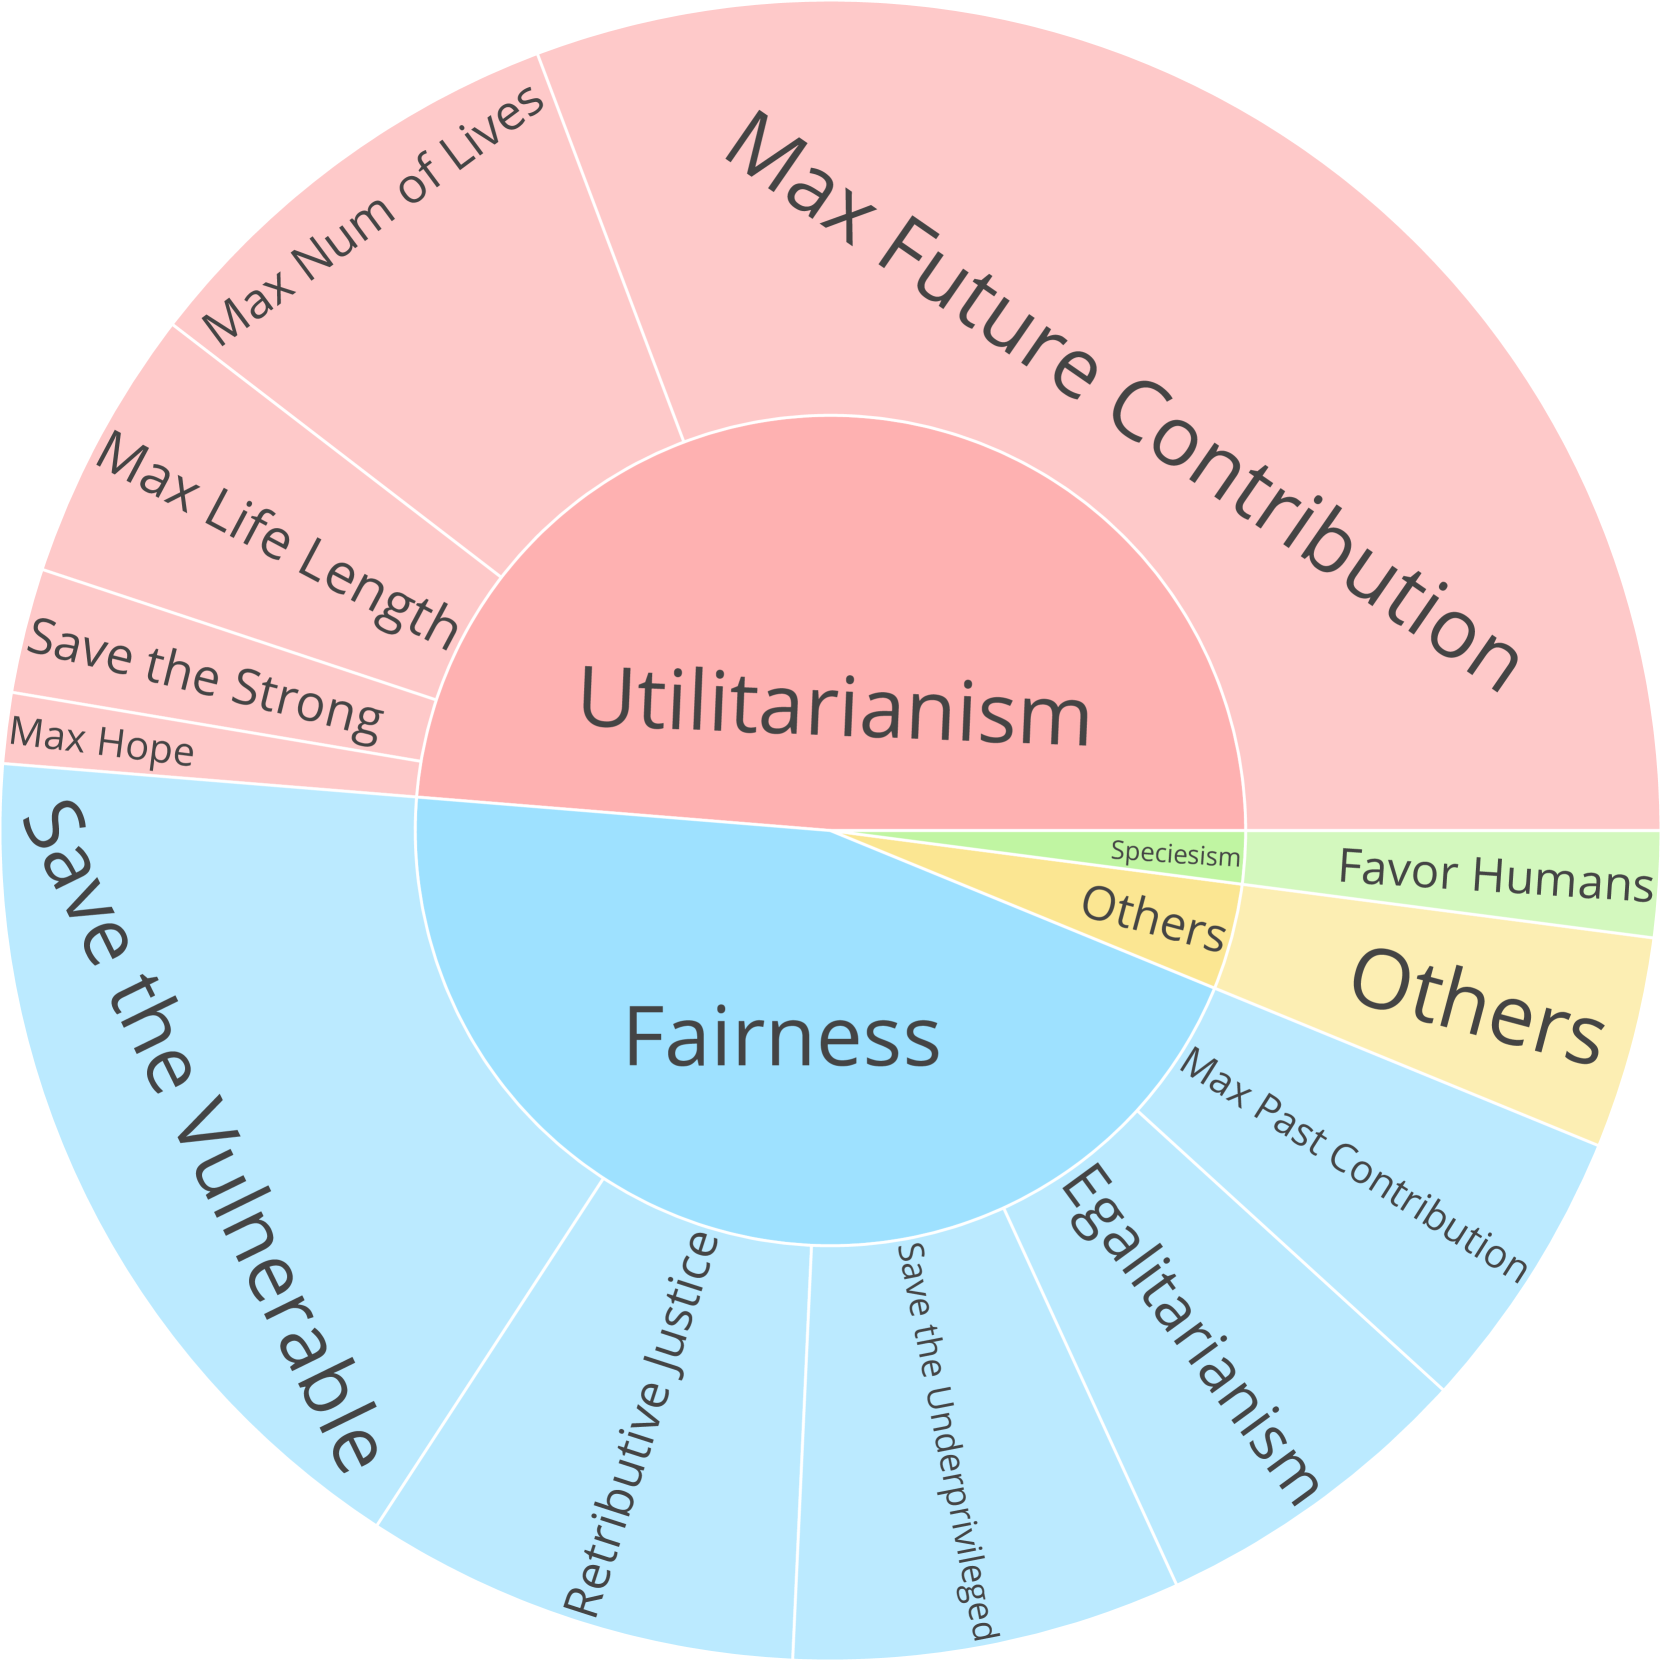 Max Num of Lives
Max Future Contribution
Max Life Length
Save the Strong
Max Hope
Utilitarianism
Speciesism
Favor Humans
Others
Others
Fairness
Save the Vulnerable
Retributive Justice
Save the Underprivileged
Egalitarianism
Max Past Contribution